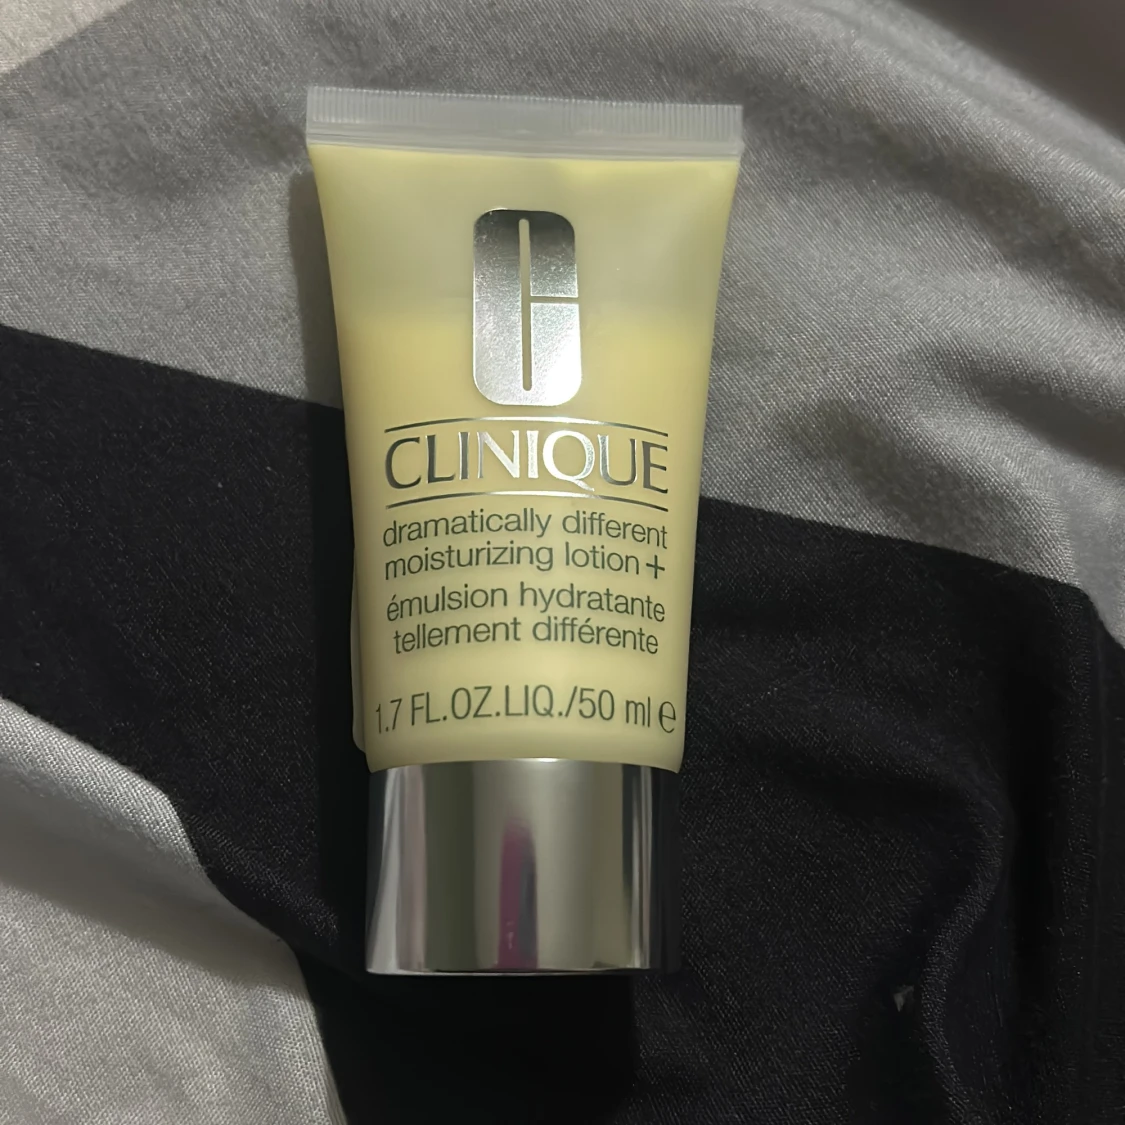 CLINIQUE
dramatically different
moisturizing lotion+
émulsion hydratante
tellement différente
1.7 FL.OZ.LIQ./50 ml ℮